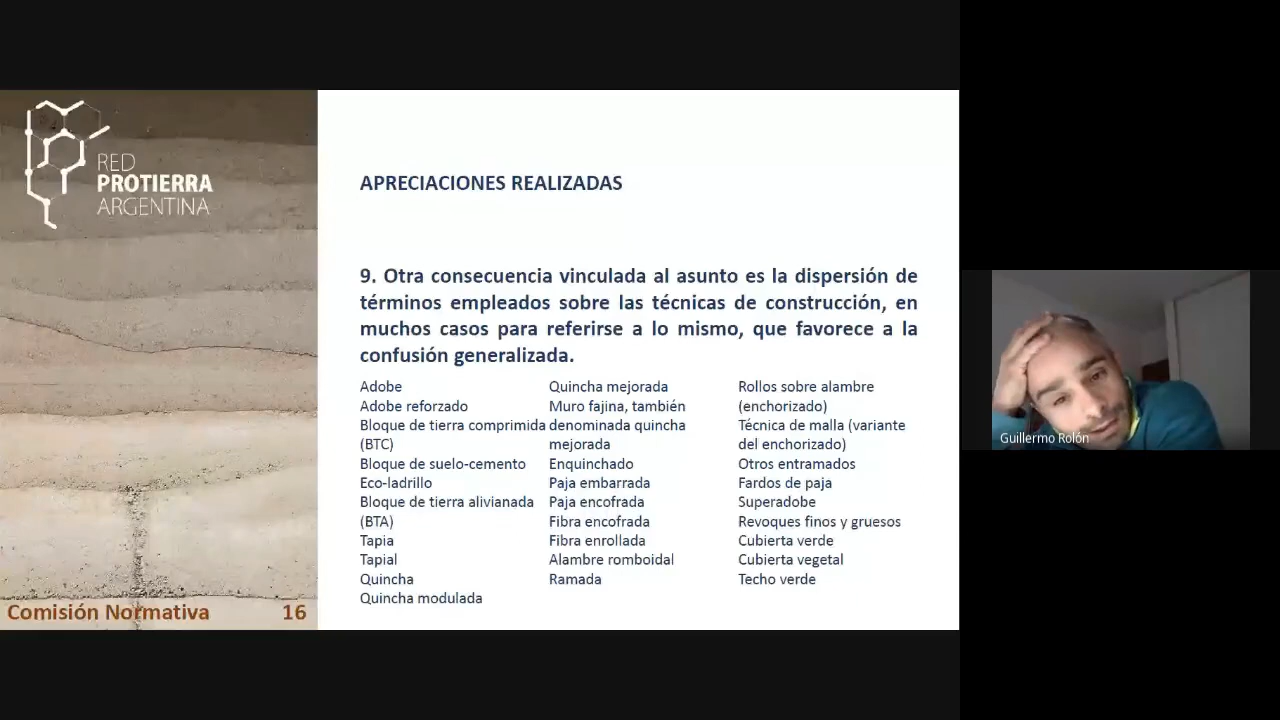 RED
PROTIERRA
ARGENTINA
APRECIACIONES REALIZADAS
9. Otra consecuencia vinculada al asunto es la dispersión de
términos empleados sobre las técnicas de construcción, en
muchos casos para referirse a lo mismo, que favorece a la
confusión generalizada.
Adobe
Adobe reforzado
Bloque de tierra comprimida
(BTC)
Bloque de suelo-cemento
Eco-ladrillo
Bloque de tierra alivianada
(BTA)
Tapia
Tapial
Quincha
Quincha modulada
Quincha mejorada
Muro fajina, también
denominada quincha
mejorada
Enquinchado
Paja embarrada
Paja encofrada
Fibra encofrada
Fibra enrollada
Alambre romboidal
Ramada
Rollos sobre alambre
(enchorizado)
Técnica de malla (variante
del enchorizado)
Otros entramados
Fardos de paja
Superadobe
Revoques finos y gruesos
Cubierta verde
Cubierta vegetal
Techo verde
Comisión Normativa 16
Guillermo Rolón